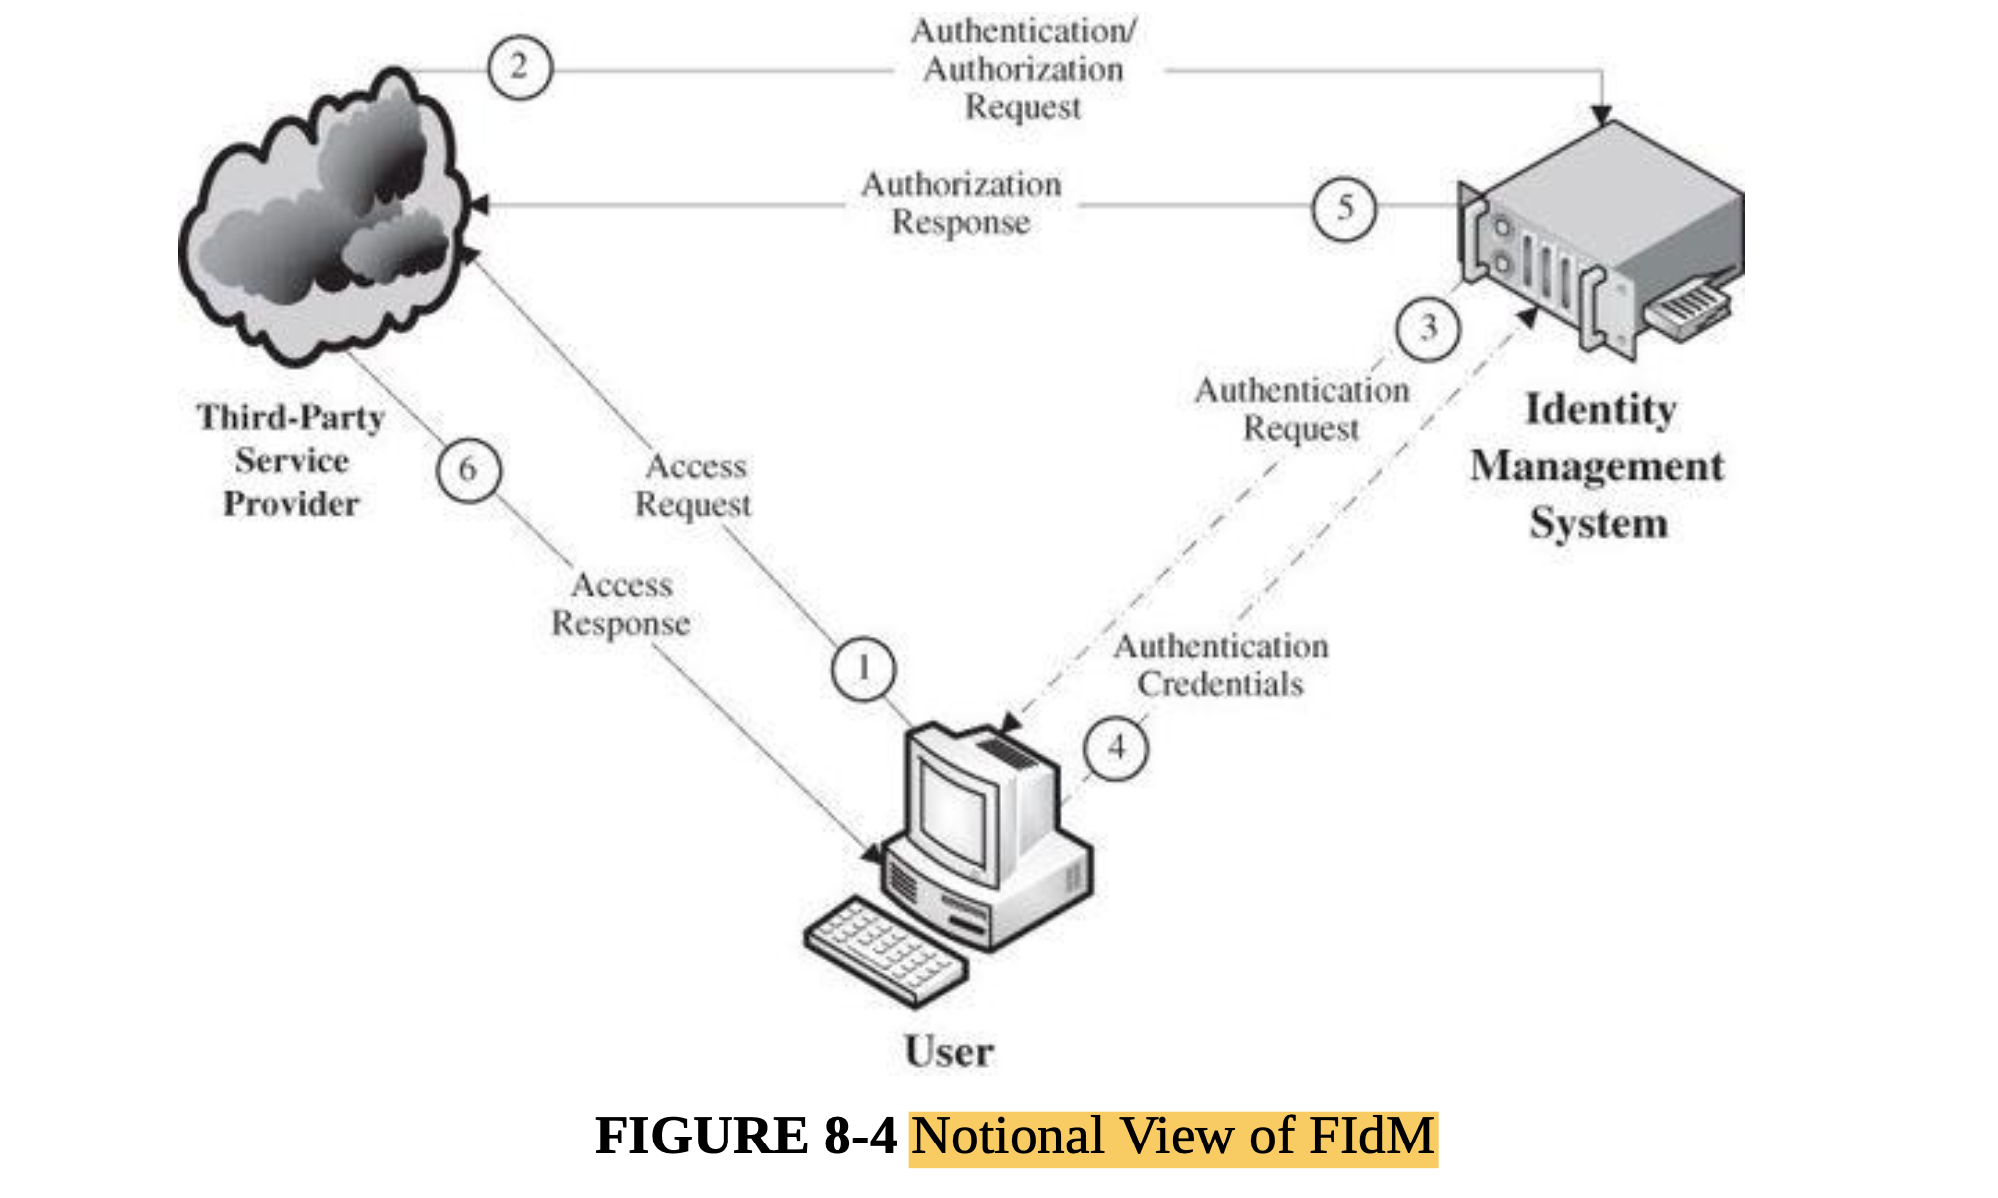 2
Authentication/
Authorization
Request
Authorization
Response
5
3
Authentication
Request
Identity
Management
System
Third-Party
Service
Provider
6
Access
Request
Access
Response
1
Authentication
Credentials
4
User
FIGURE 8-4 Notional View of FIdM